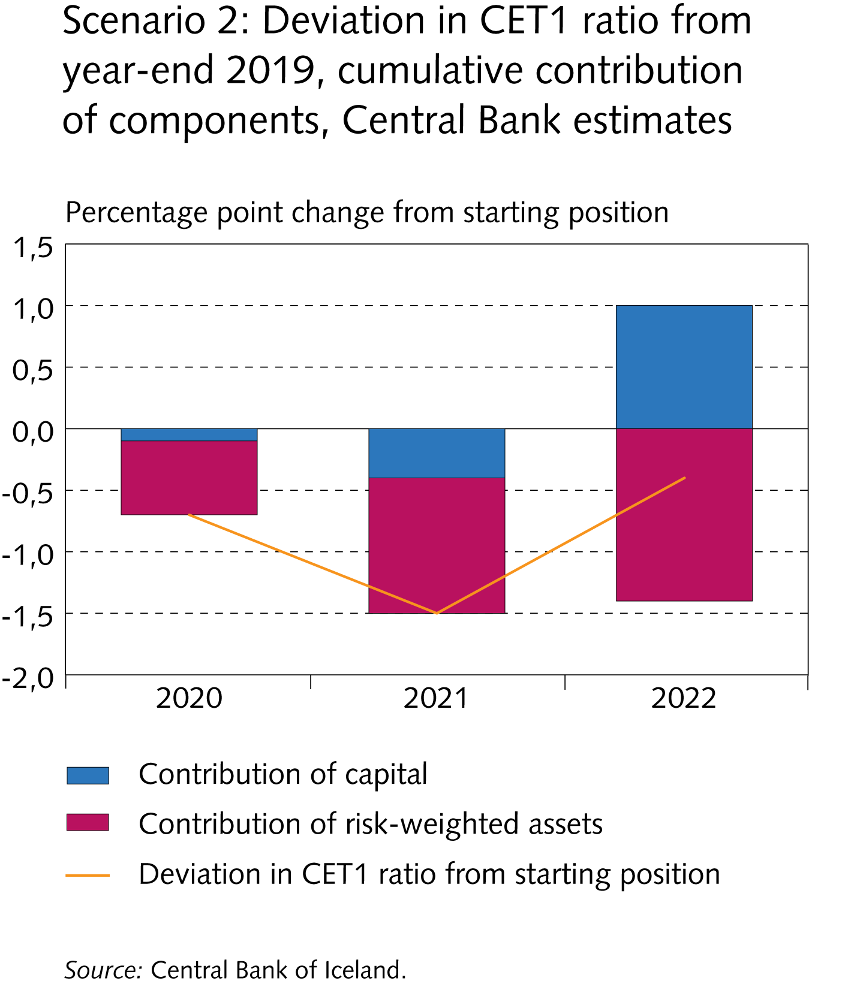 Scenario 2: Deviation in CET1 ratio from
year-end 2019, cumulative contribution
of components, Central Bank estimates
Percentage point change from starting position
1,5
1,0
0,5
0,0
-0,5
-1,0
-1,5
-2,0
2020
2021
2022
Contribution of capital
Contribution of risk-weighted assets
Deviation in CET1 ratio from starting position
Source: Central Bank of Iceland.